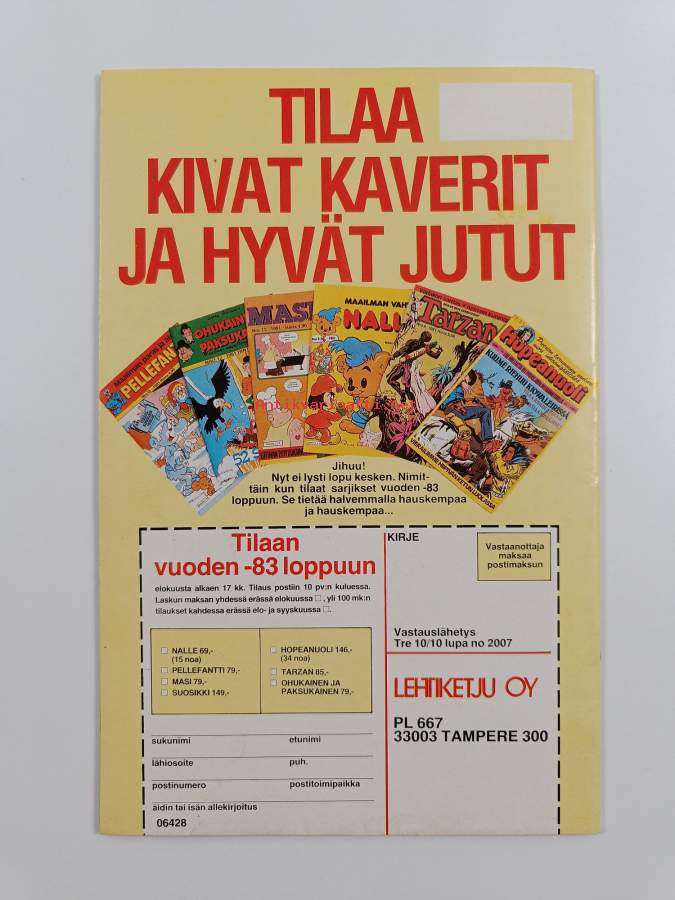 TILAA
KIVAT KAVERIT
JA HYVÄT JUTUT
PELLEFAN
OHUKAIN
PAKSUKA
MAST
MAAILMAN VAH
NALL
Tarzan
Hopeanuoli
Jihuu!
Nyt ei lysti lopu kesken. Nimit-
täin kun tilaat sarjikset vuoden -83
loppuun. Se tietää halvemmalla hauskempaa
ja hauskempaa...
Tilaan
vuoden -83 loppuun
elokuusta alkaen 17 kk. Tilaus postiin 10 pv:n kuluessa.
Laskun maksan yhdessä erässä elokuussa □, yli 100 mk:n
tilaukset kahdessa erässä elo- ja syyskuussa □.
□ NALLE 69,-
(15 noa)
□ PELLEFANTTI 79,-
□ MASI 79,-
□ SUOSIKKI 149,-
□ HOPEANUOLI 146,-
(34 noa)
□ TARZAN 85,-
□ OHUKAINEN JA
PAKSUKAINEN 79,-
sukunimi etunimi
lähiosoite puh.
postinumero postitoimipaikka
äidin tai isän allekirjoitus
06428
KIRJE
Vastaanottaja
maksaa
postimaksun
Vastauslähetys
Tre 10/10 lupa no 2007
LEHTIKETJU OY
PL 667
33003 TAMPERE 300